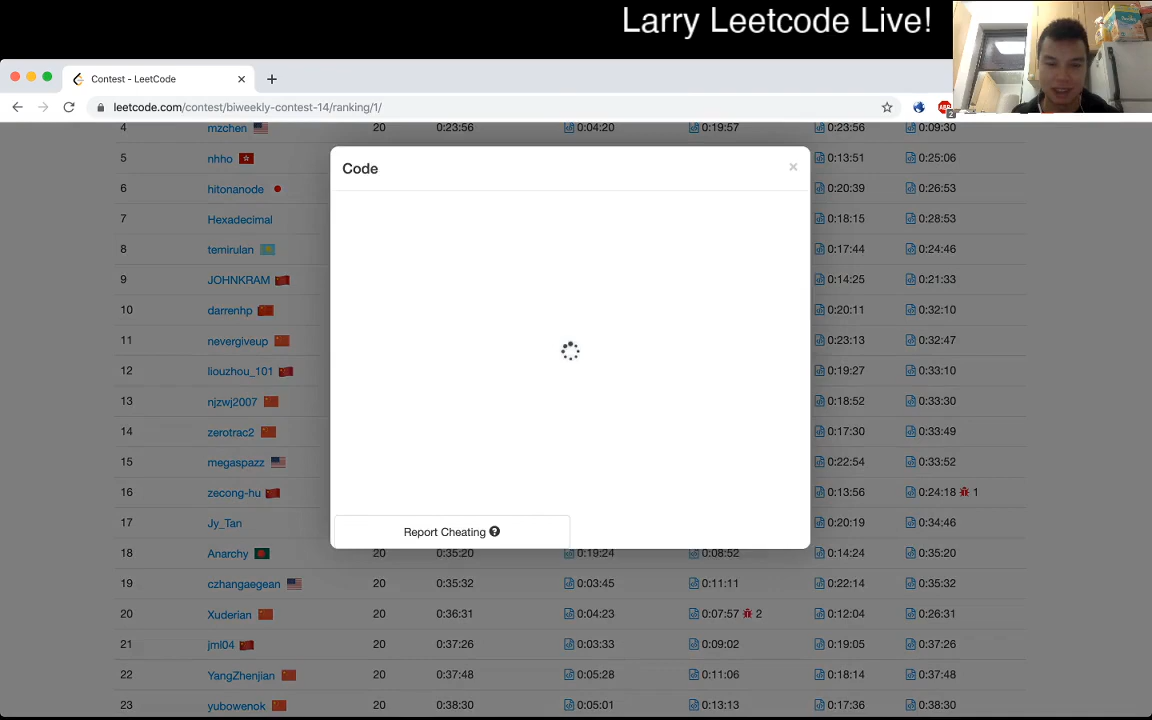 Larry Leetcode Live!
Contest - LeetCode
leetcode.com/contest/biweekly-contest-14/ranking/1/
4 mzchen 20 0:23:56 0:04:20 0:19:57 0:23:56 0:09:30
Code ×
5 nhho 0:13:51 0:25:06
6 hitonanode 0:20:39 0:26:53
7 Hexadecimal 0:18:15 0:28:53
8 temirulan 0:17:44 0:24:46
9 JOHNKRAM 0:14:25 0:21:33
10 darrenhp 0:20:11 0:32:10
11 nevergiveup 0:23:13 0:32:47
12 liouzhou_101 0:19:27 0:33:10
13 njzwj2007 0:18:52 0:33:30
14 zerotrac2 0:17:30 0:33:49
15 megaspazz 0:22:54 0:33:52
16 zecong-hu 0:13:56 0:24:18 1
17 Jy_Tan 0:20:19 0:34:46
Report Cheating ?
18 Anarchy 20 0:35:20 0:19:24 0:08:52 0:14:24 0:35:20
19 czhangaegean 20 0:35:32 0:03:45 0:11:11 0:22:14 0:35:32
20 Xuderian 20 0:36:31 0:04:23 0:07:57 2 0:12:04 0:26:31
21 jml04 20 0:37:26 0:03:33 0:09:02 0:19:05 0:37:26
22 YangZhenjian 20 0:37:48 0:05:28 0:11:06 0:18:14 0:37:48
23 yubowenok 20 0:38:30 0:05:01 0:13:13 0:17:36 0:38:30